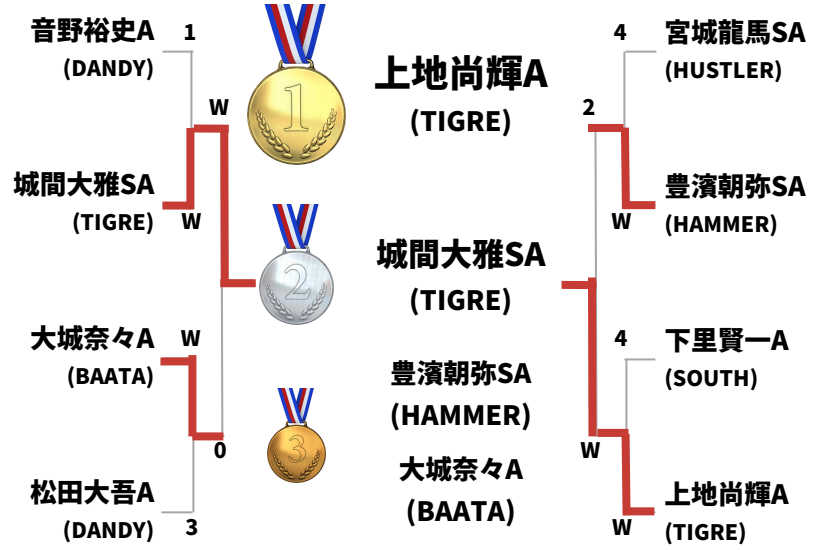 音野裕史A
1
(DANDY)
W
城間大雅SA
(TIGRE)
W
大城奈々A
W
(BAATA)
0
松田大吾A
(DANDY)
3
1
上地尚輝A
(TIGRE)
2
城間大雅SA
(TIGRE)
3
豊濱朝弥SA
(HAMMER)
大城奈々A
(BAATA)
4
宮城龍馬SA
(HUSTLER)
2
豊濱朝弥SA
W
(HAMMER)
4
下里賢一A
(SOUTH)
W
上地尚輝A
W
(TIGRE)